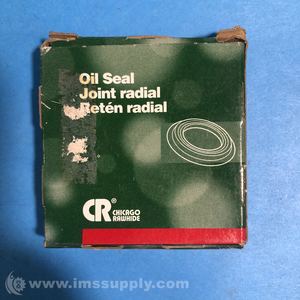 Oil Seal
Joint radial
Retén radial
CR® CHICAGO
RAWHIDE
© www.imssupply.com